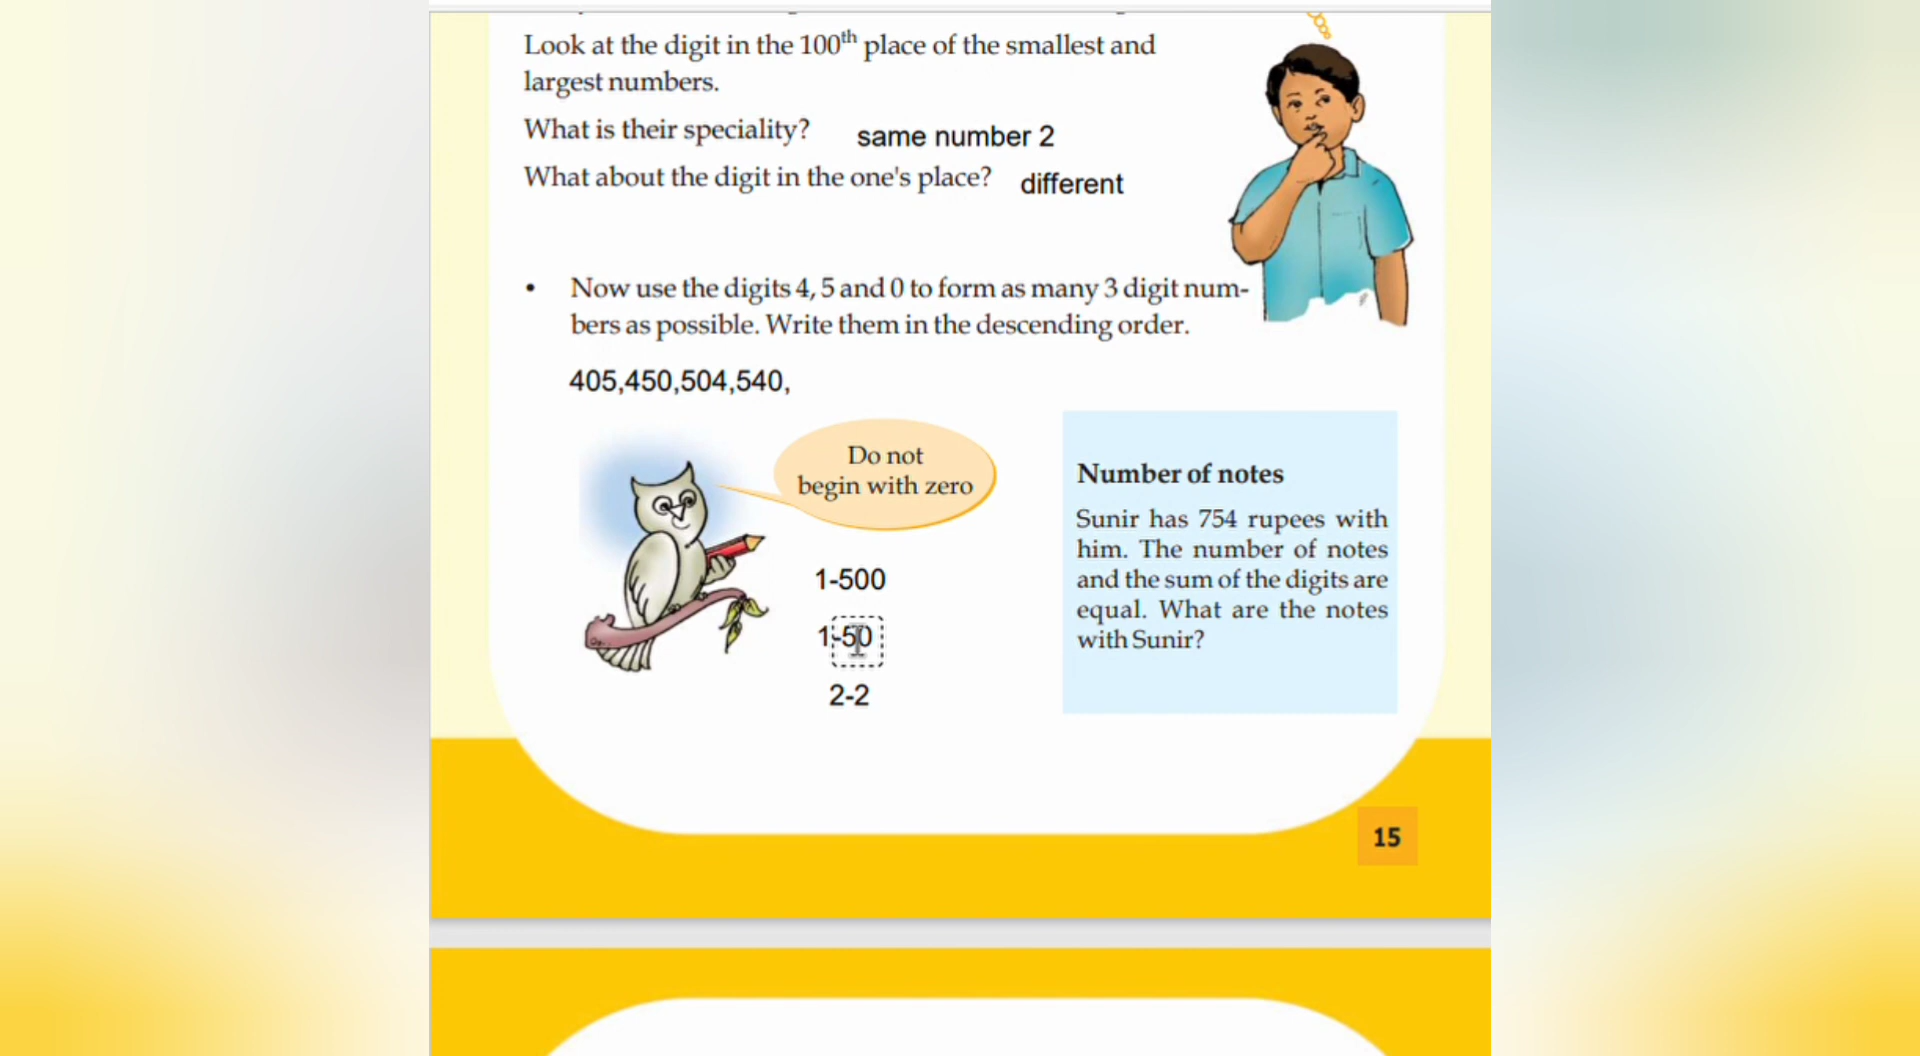 Look at the digit in the 100th place of the smallest and
largest numbers.
What is their speciality? same number 2
What about the digit in the one's place? different
• Now use the digits 4, 5 and 0 to form as many 3 digit num-
bers as possible. Write them in the descending order.
405,450,504,540,
Do not
begin with zero
1-500
1-50
2-2
Number of notes
Sunir has 754 rupees with
him. The number of notes
and the sum of the digits are
equal. What are the notes
with Sunir?
15